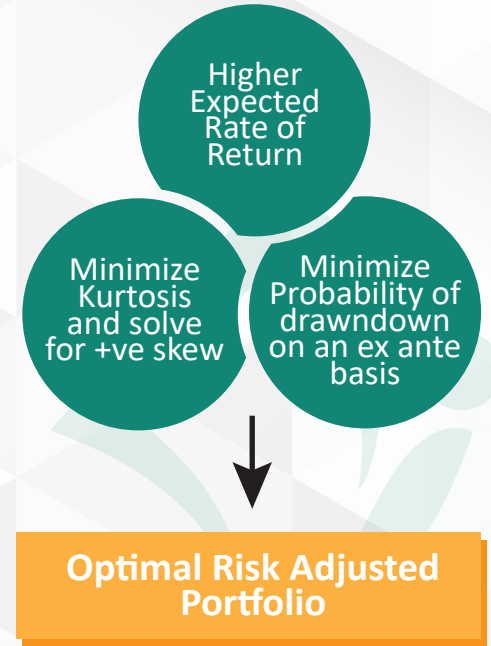 Higher
Expected
Rate of
Return
Minimize
Kurtosis
and solve
for +ve skew
Minimize
Probability of
drawndown
on an ex ante
basis
Optimal Risk Adjusted
Portfolio